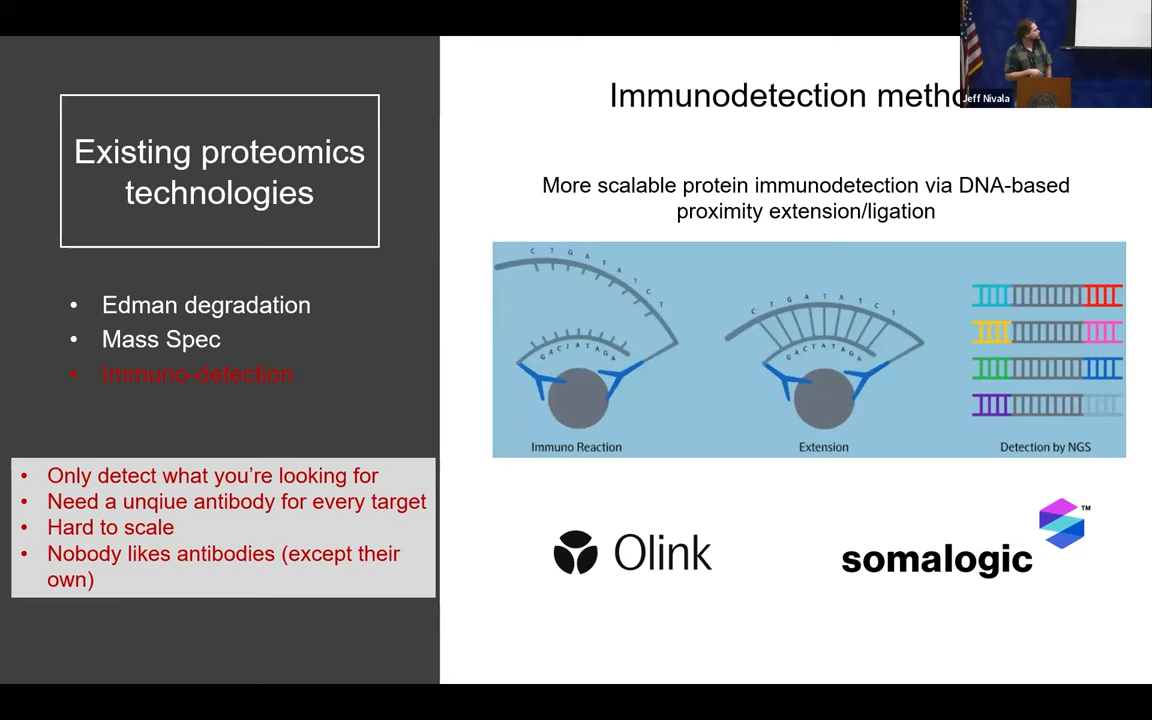 Jeff Nivala
Existing proteomics
technologies
• Edman degradation
• Mass Spec
• Immuno-detection
• Only detect what you’re looking for
• Need a unqiue antibody for every target
• Hard to scale
• Nobody likes antibodies (except their
own)
Immunodetection metho
More scalable protein immunodetection via DNA-based
proximity extension/ligation
C T G A T A T C T
G A C T A T A G A
Immuno Reaction
C T G A T A T C T
G A C T A T A G A
Extension
Detection by NGS
Olink
somalogic ™